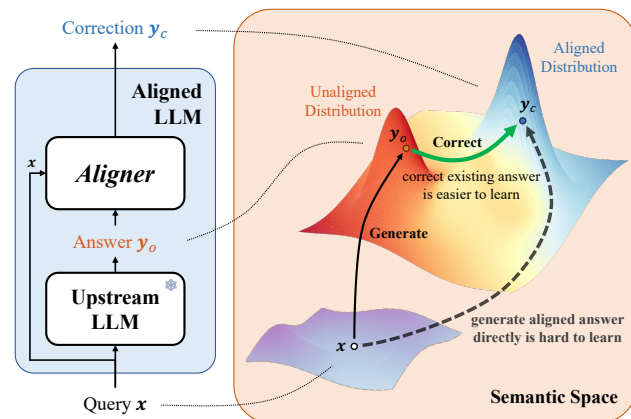 Correction y_c
Aligned
LLM
x
Aligner
Answer y_o
Upstream
LLM
Query x
Unaligned
Distribution
Aligned
Distribution
y_o
y_c
Correct
correct existing answer
is easier to learn
Generate
x
generate aligned answer
directly is hard to learn
Semantic Space